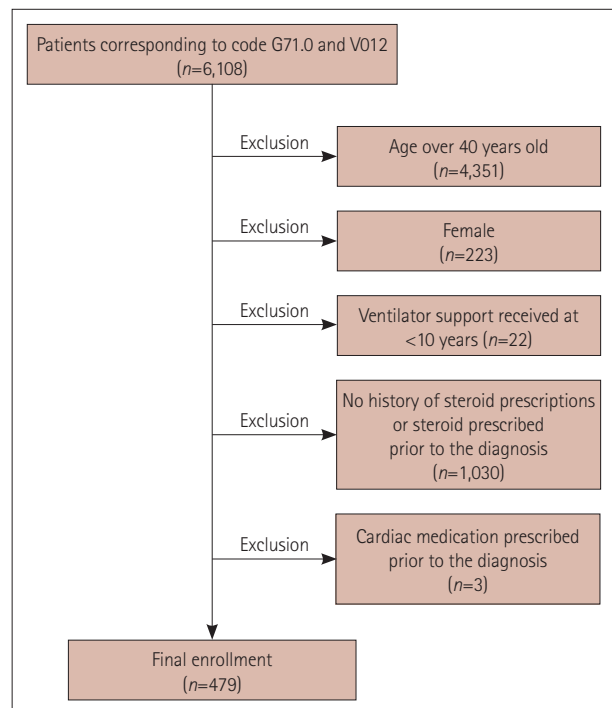 Patients corresponding to code G71.0 and V012
(n=6,108)
Exclusion
Age over 40 years old
(n=4,351)
Exclusion
Female
(n=223)
Exclusion
Ventilator support received at
<10 years (n=22)
Exclusion
No history of steroid prescriptions
or steroid prescribed
prior to the diagnosis
(n=1,030)
Exclusion
Cardiac medication prescribed
prior to the diagnosis
(n=3)
Final enrollment
(n=479)